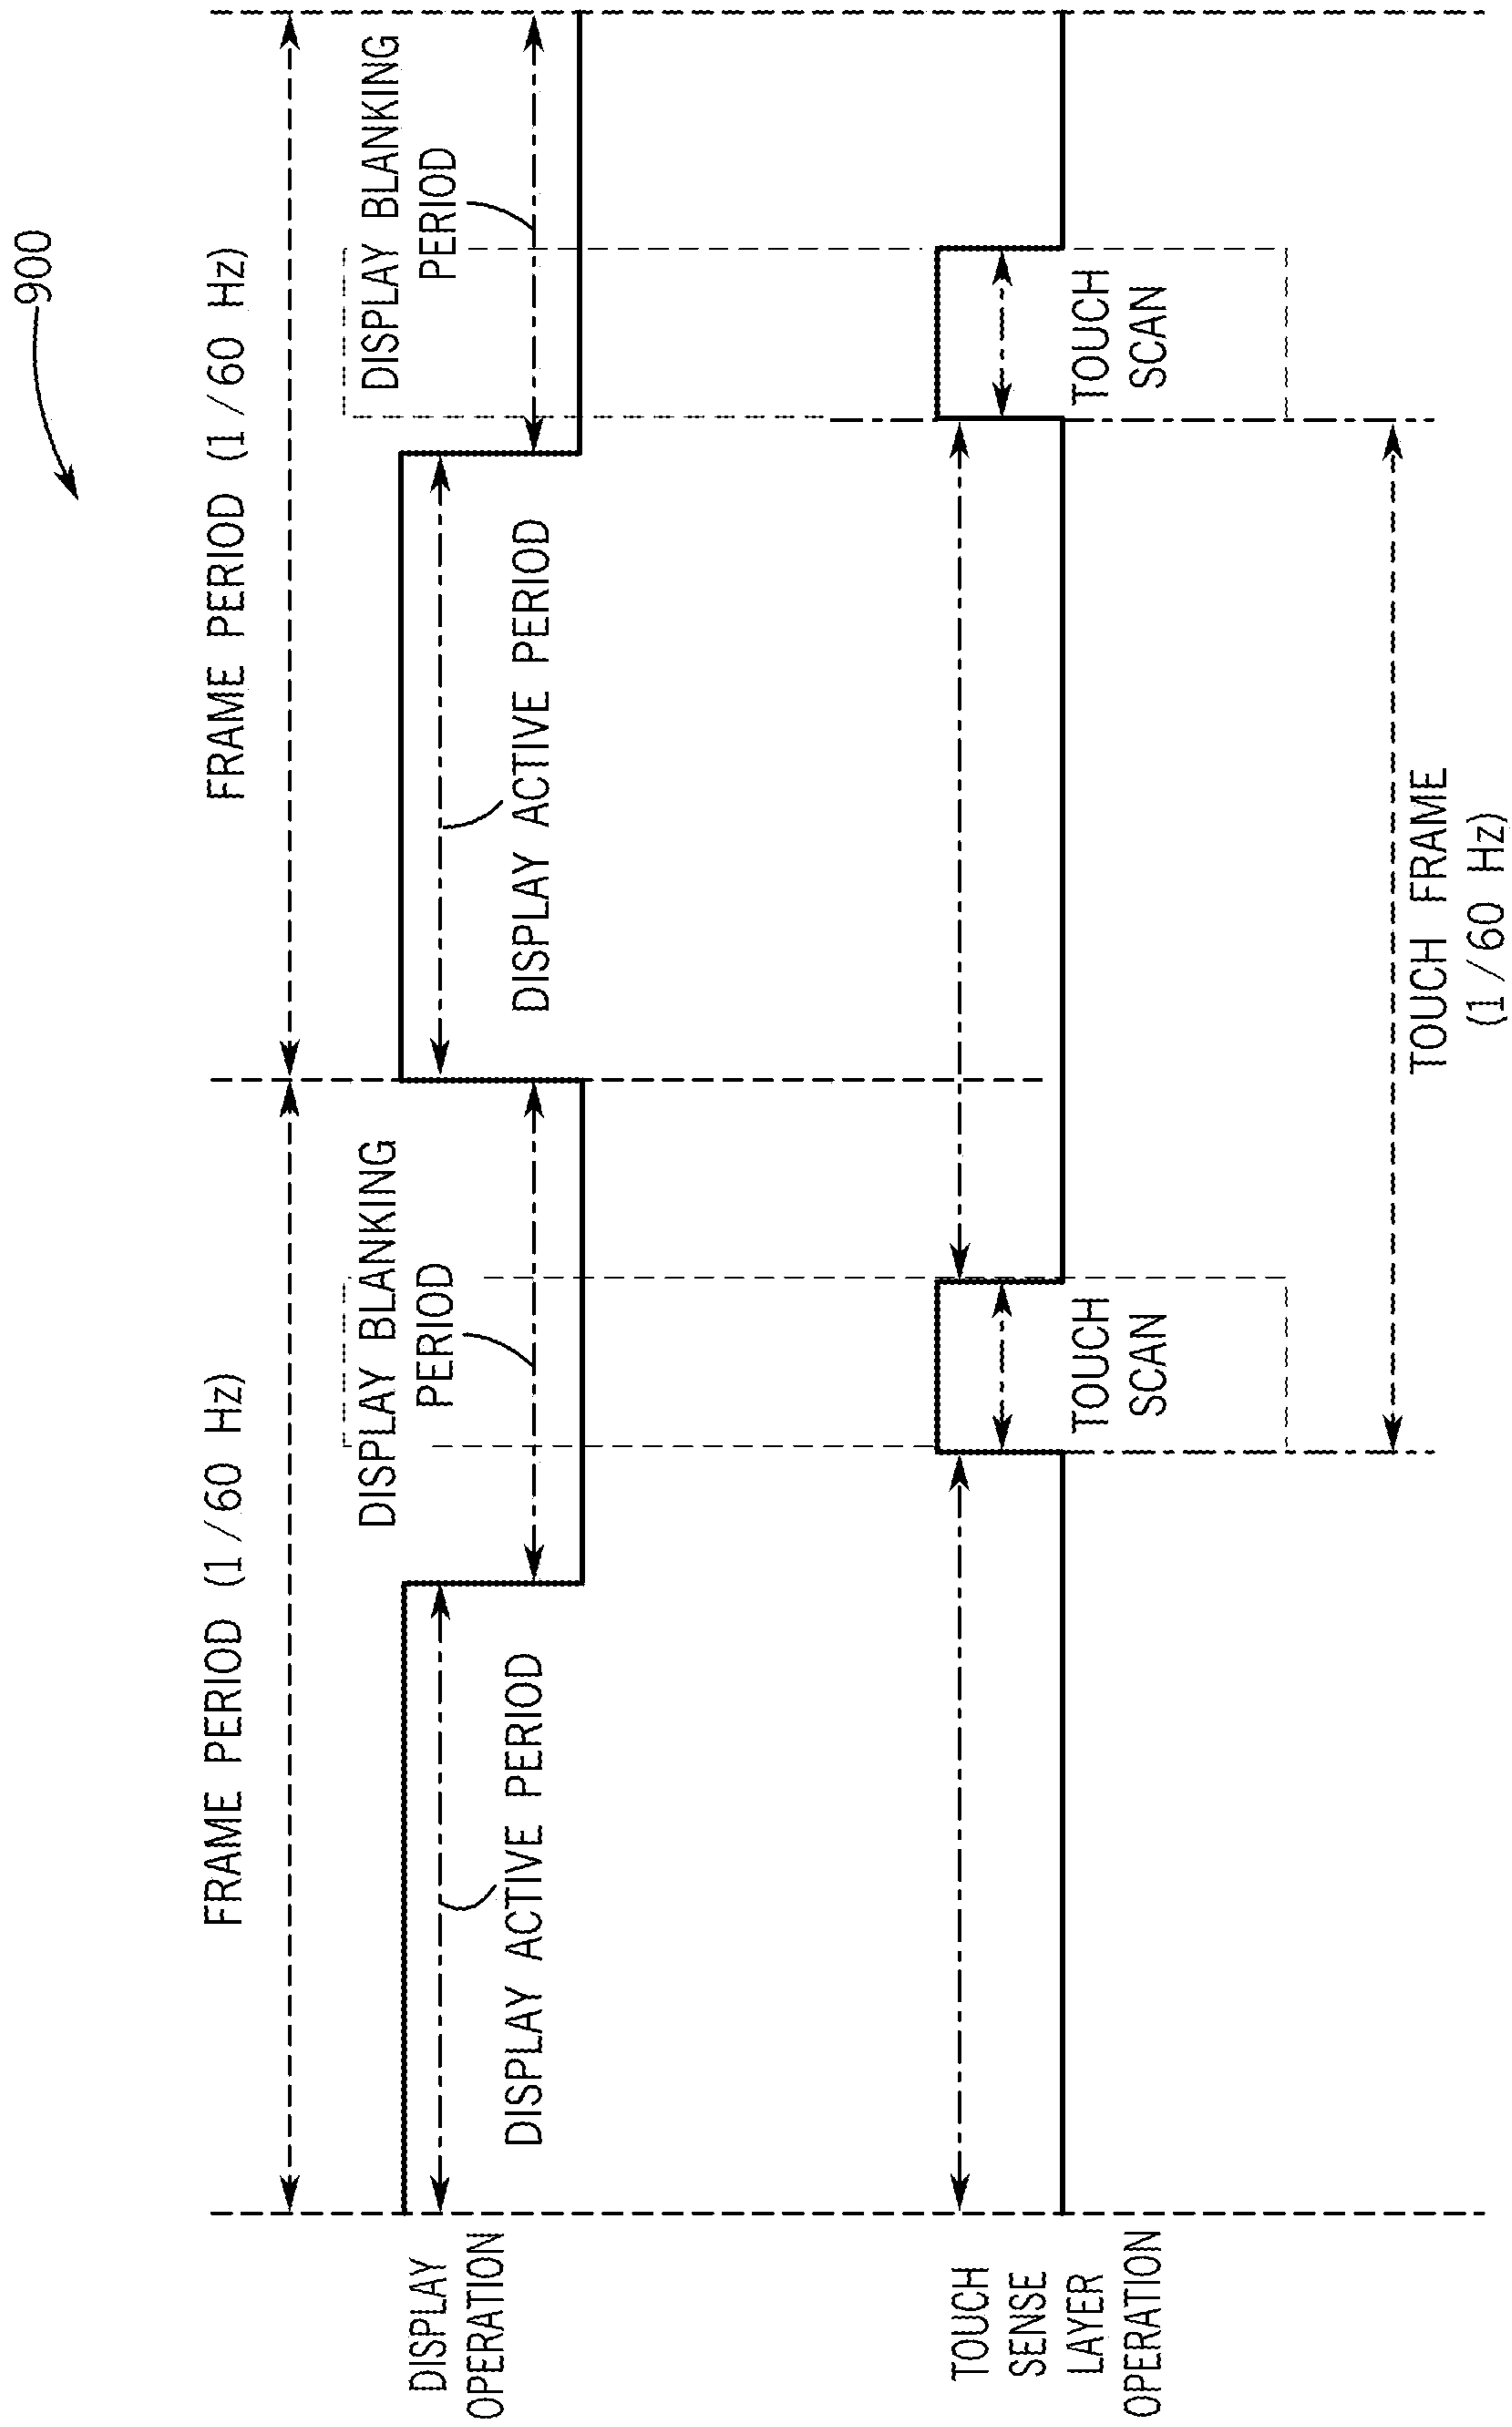 900
FRAME PERIOD (1/60 Hz)
FRAME PERIOD (1/60 Hz)
DISPLAY BLANKING
PERIOD
DISPLAY BLANKING
PERIOD
DISPLAY
OPERATION
DISPLAY ACTIVE PERIOD
DISPLAY ACTIVE PERIOD
TOUCH
SENSE
LAYER
OPERATION
TOUCH
SCAN
TOUCH
SCAN
TOUCH FRAME
(1/60 Hz)